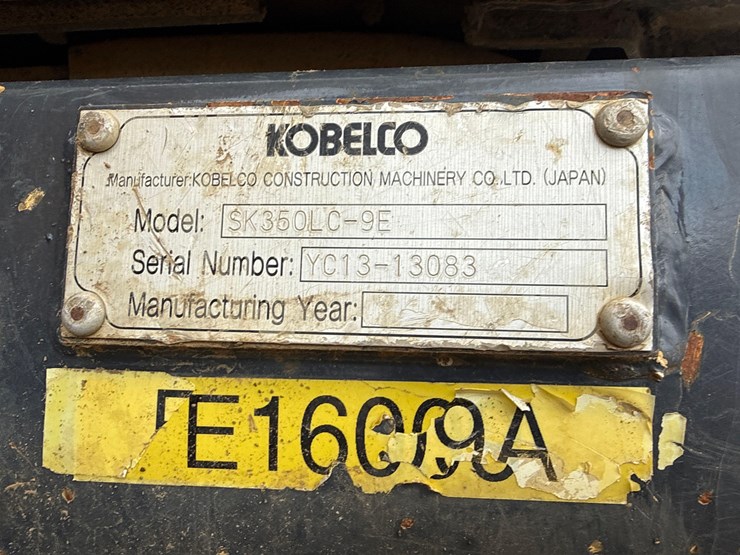 KOBELCO
Manufacturer:KOBELCO CONSTRUCTION MACHINERY CO.,LTD. (JAPAN)
Model: SK350LC-9E
Serial Number: YC13-13083
Manufacturing Year: